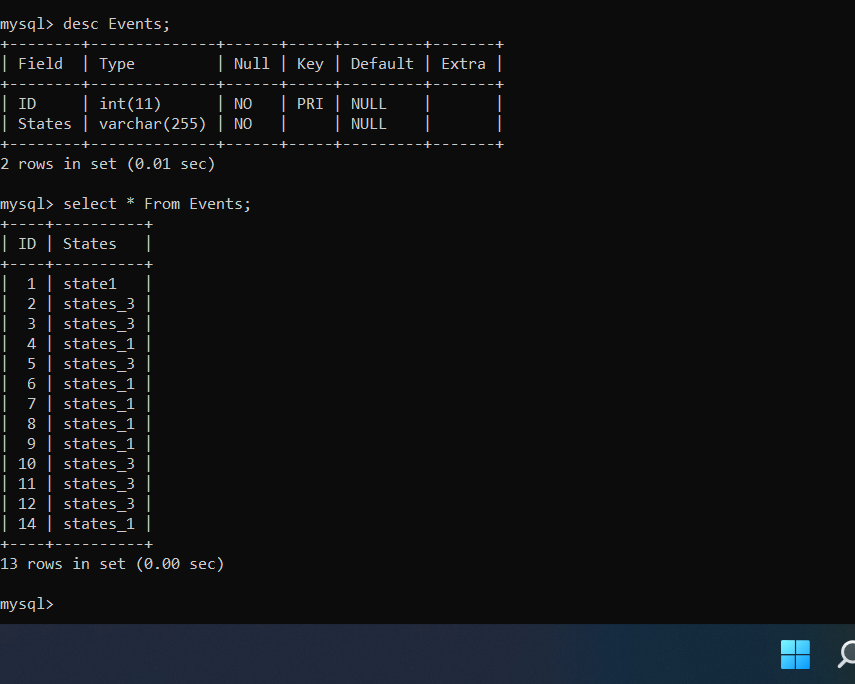 mysql> desc Events;
+--------+--------------+------+-----+---------+-------+
| Field  | Type         | Null | Key | Default | Extra |
+--------+--------------+------+-----+---------+-------+
| ID     | int(11)      | NO   | PRI | NULL    |       |
| States | varchar(255) | NO   |     | NULL    |       |
+--------+--------------+------+-----+---------+-------+
2 rows in set (0.01 sec)
mysql> select * From Events;
+----+----------+
| ID | States   |
+----+----------+
|  1 | state1   |
|  2 | states_3 |
|  3 | states_3 |
|  4 | states_1 |
|  5 | states_3 |
|  6 | states_1 |
|  7 | states_1 |
|  8 | states_1 |
|  9 | states_1 |
| 10 | states_3 |
| 11 | states_3 |
| 12 | states_3 |
| 14 | states_1 |
+----+----------+
13 rows in set (0.00 sec)
mysql>